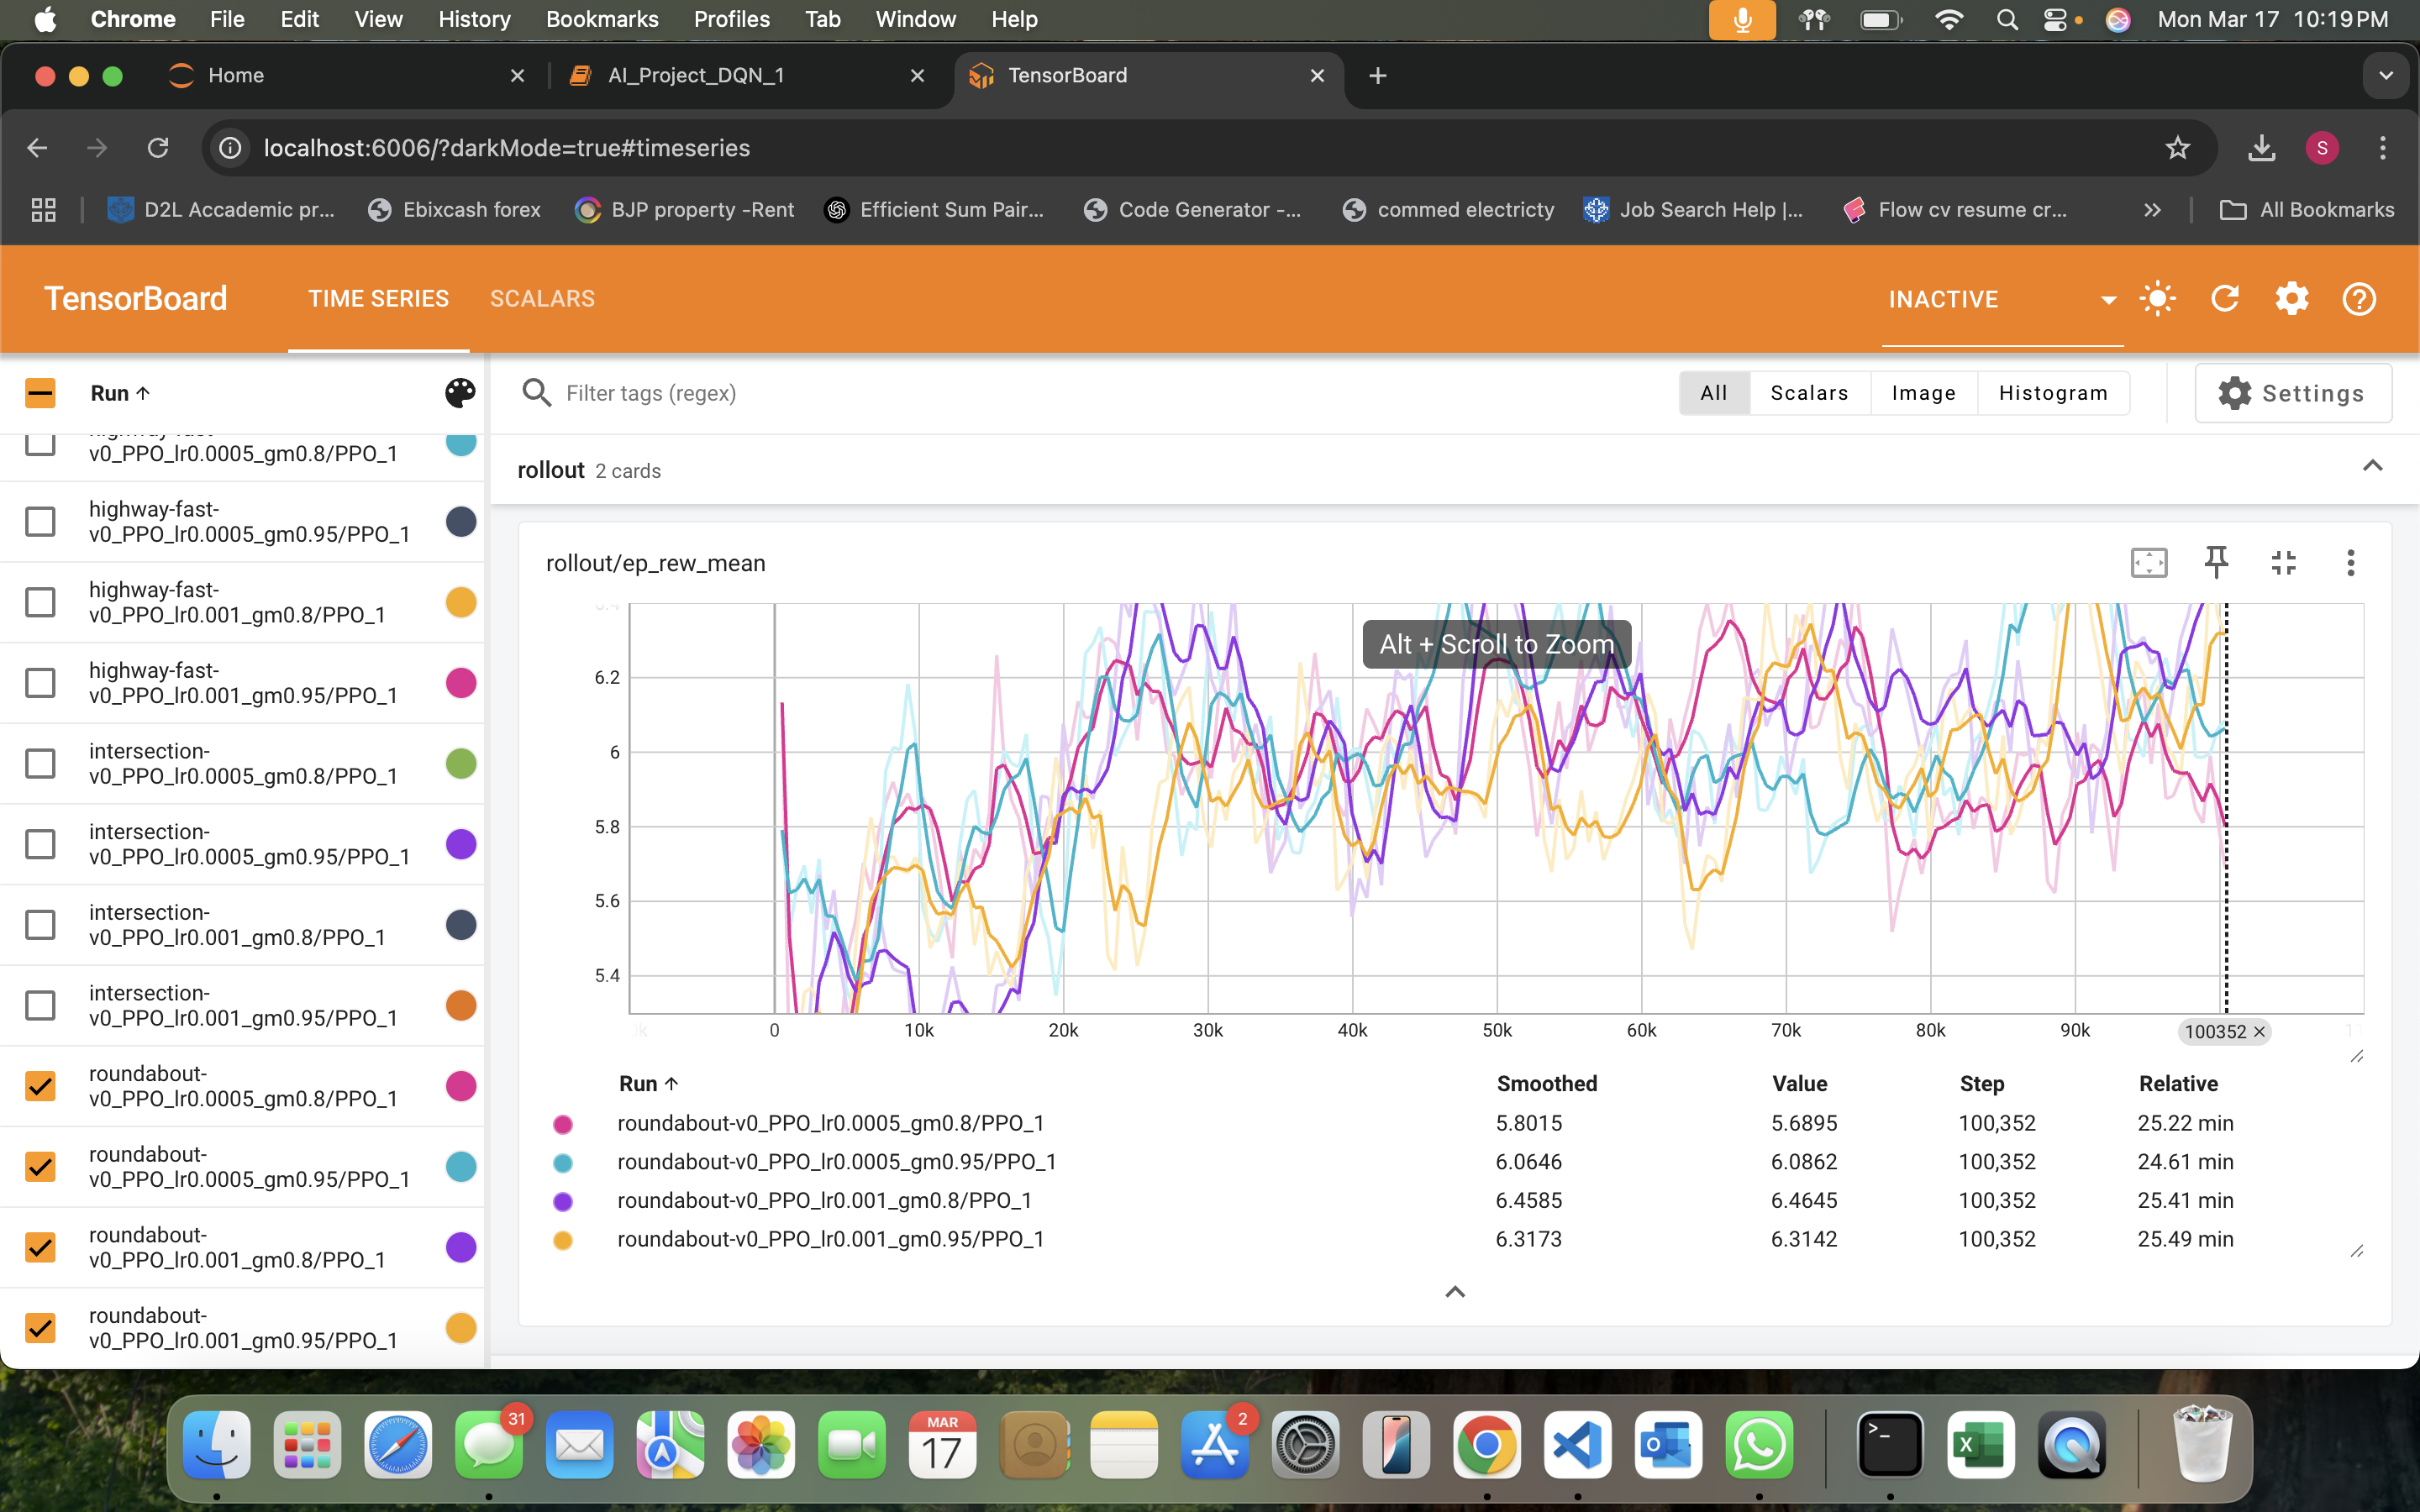 Chrome File Edit View History Bookmarks Profiles Tab Window Help Mon Mar 17 10:19 PM
Home AI_Project_DQN_1 TensorBoard
localhost:6006/?darkMode=true#timeseries S
D2L Accademic pr... Ebixcash forex BJP property -Rent Efficient Sum Pair... Code Generator -... commed electricty Job Search Help |... Flow cv resume cr... All Bookmarks
TensorBoard TIME SERIES SCALARS INACTIVE
Run Filter tags (regex) All Scalars Image Histogram Settings
v0_PPO_lr0.0005_gm0.8/PPO_1
highway-fast-
v0_PPO_lr0.0005_gm0.95/PPO_1
highway-fast-
v0_PPO_lr0.001_gm0.8/PPO_1
highway-fast-
v0_PPO_lr0.001_gm0.95/PPO_1
intersection-
v0_PPO_lr0.0005_gm0.8/PPO_1
intersection-
v0_PPO_lr0.0005_gm0.95/PPO_1
intersection-
v0_PPO_lr0.001_gm0.8/PPO_1
intersection-
v0_PPO_lr0.001_gm0.95/PPO_1
roundabout-
v0_PPO_lr0.0005_gm0.8/PPO_1
roundabout-
v0_PPO_lr0.0005_gm0.95/PPO_1
roundabout-
v0_PPO_lr0.001_gm0.8/PPO_1
roundabout-
v0_PPO_lr0.001_gm0.95/PPO_1
rollout 2 cards
rollout/ep_rew_mean
Alt + Scroll to Zoom
6.2
6
5.8
5.6
5.4
0 10k 20k 30k 40k 50k 60k 70k 80k 90k 100352
Run Smoothed Value Step Relative
roundabout-v0_PPO_lr0.0005_gm0.8/PPO_1 5.8015 5.6895 100,352 25.22 min
roundabout-v0_PPO_lr0.0005_gm0.95/PPO_1 6.0646 6.0862 100,352 24.61 min
roundabout-v0_PPO_lr0.001_gm0.8/PPO_1 6.4585 6.4645 100,352 25.41 min
roundabout-v0_PPO_lr0.001_gm0.95/PPO_1 6.3173 6.3142 100,352 25.49 min
31 MAR 2
17